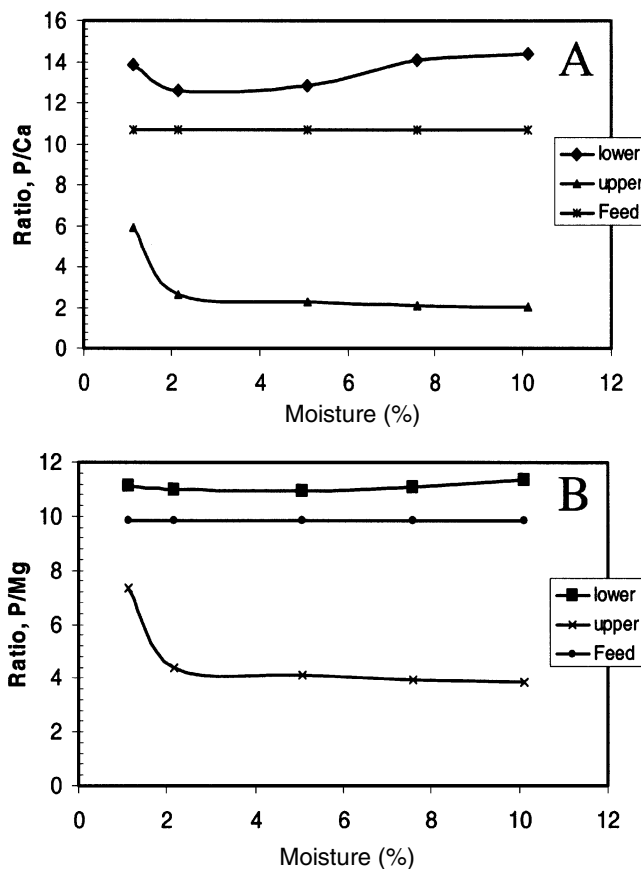 16
14
12
10
8
6
4
2
0
Ratio, P/Ca
A
lower
upper
Feed
0 2 4 6 8 10 12
Moisture (%)
12
10
8
6
4
2
0
Ratio, P/Mg
B
lower
upper
Feed
0 2 4 6 8 10 12
Moisture (%)